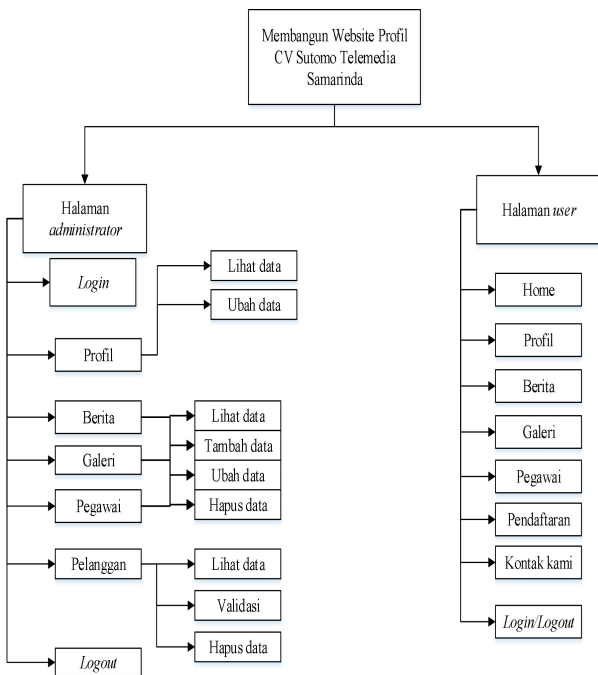 Membangun Website Profil
CV Sutomo Telemedia
Samarinda
Halaman
administrator
Login
Profil
Lihat data
Ubah data
Berita
Galeri
Pegawai
Lihat data
Tambah data
Ubah data
Hapus data
Pelanggan
Lihat data
Validasi
Hapus data
Logout
Halaman user
Home
Profil
Berita
Galeri
Pegawai
Pendaftaran
Kontak kami
Login/Logout